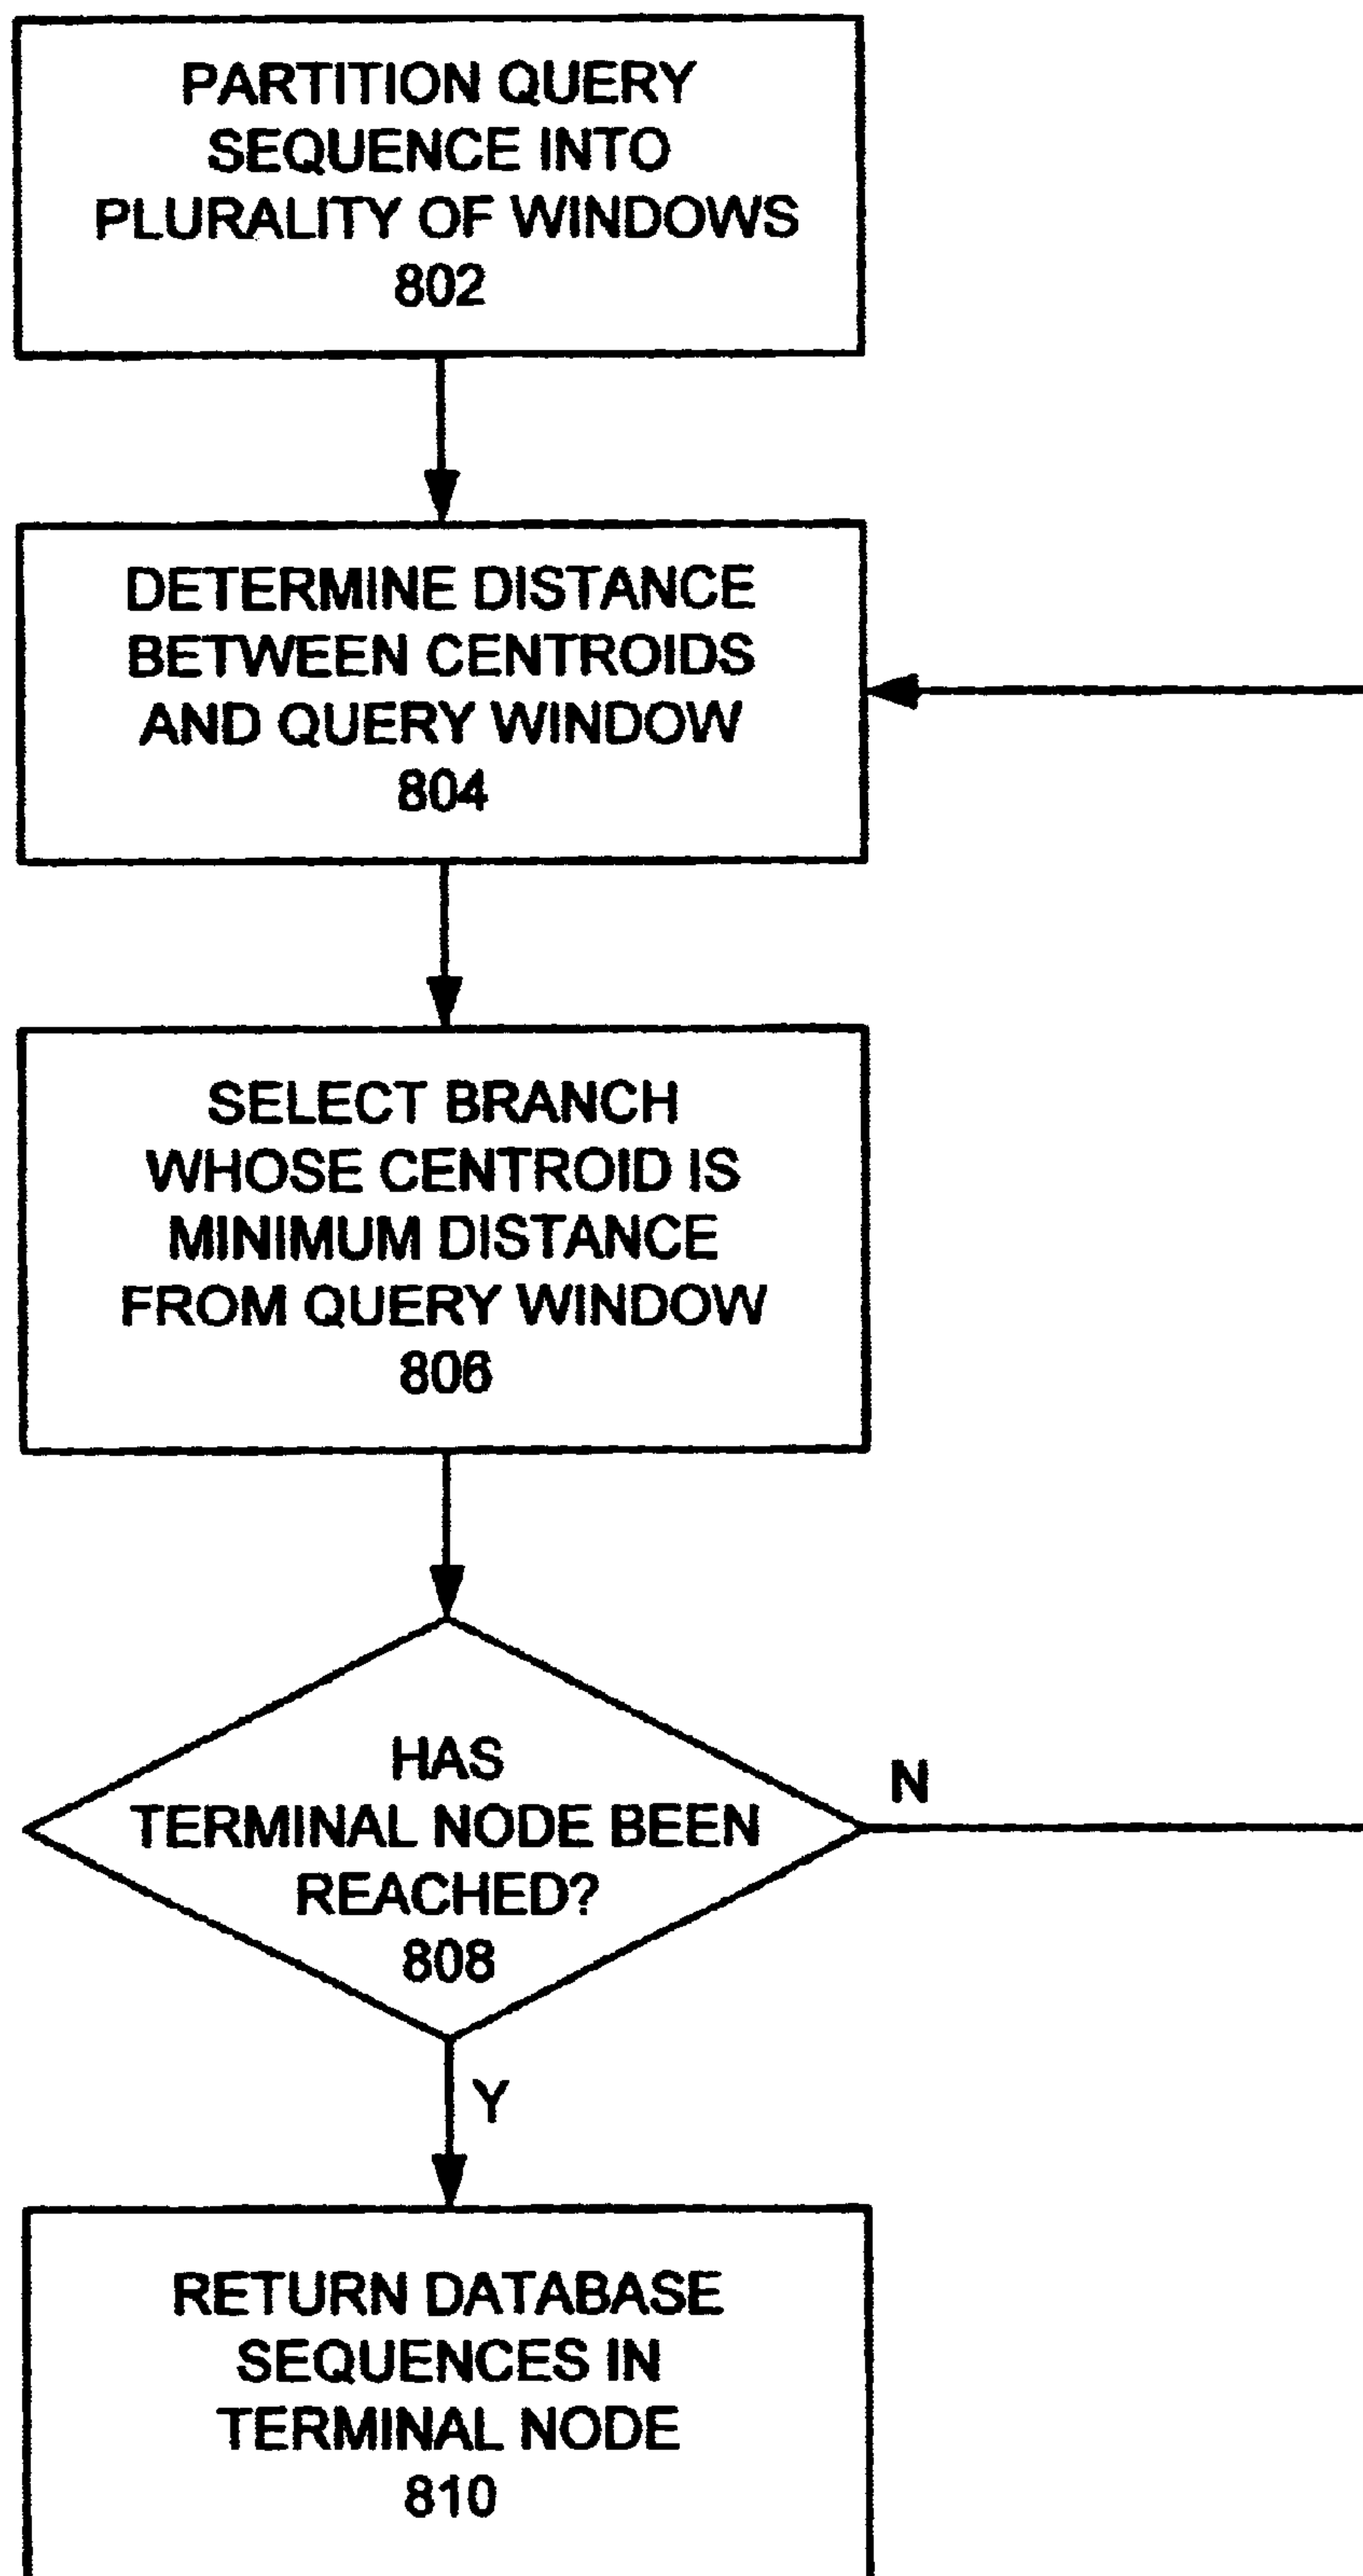 PARTITION QUERY
SEQUENCE INTO
PLURALITY OF WINDOWS
802
DETERMINE DISTANCE
BETWEEN CENTROIDS
AND QUERY WINDOW
804
SELECT BRANCH
WHOSE CENTROID IS
MINIMUM DISTANCE
FROM QUERY WINDOW
806
HAS
TERMINAL NODE BEEN
REACHED?
808
N
Y
RETURN DATABASE
SEQUENCES IN
TERMINAL NODE
810